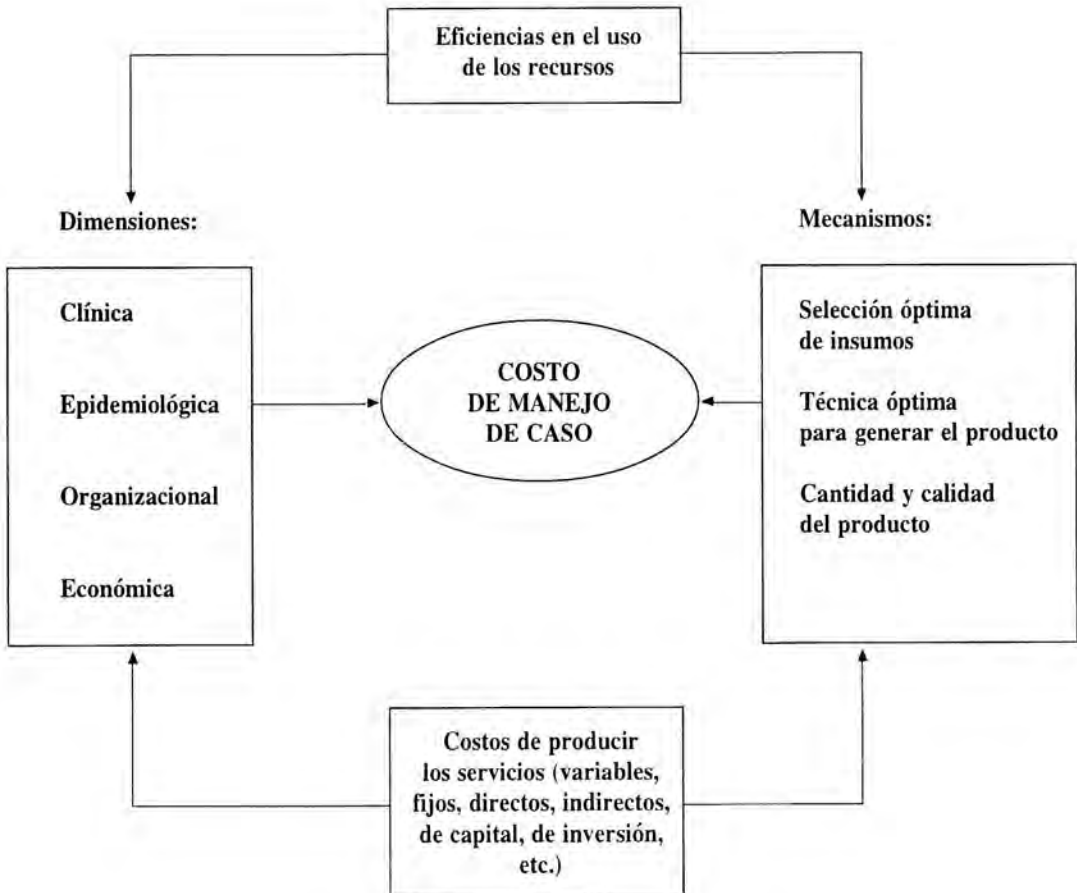 Eficiencias en el uso
de los recursos
Dimensiones:
Clínica
Epidemiológica
Organizacional
Económica
COSTO
DE MANEJO
DE CASO
Mecanismos:
Selección óptima
de insumos
Técnica óptima
para generar el producto
Cantidad y calidad
del producto
Costos de producir
los servicios (variables,
fijos, directos, indirectos,
de capital, de inversión,
etc.)